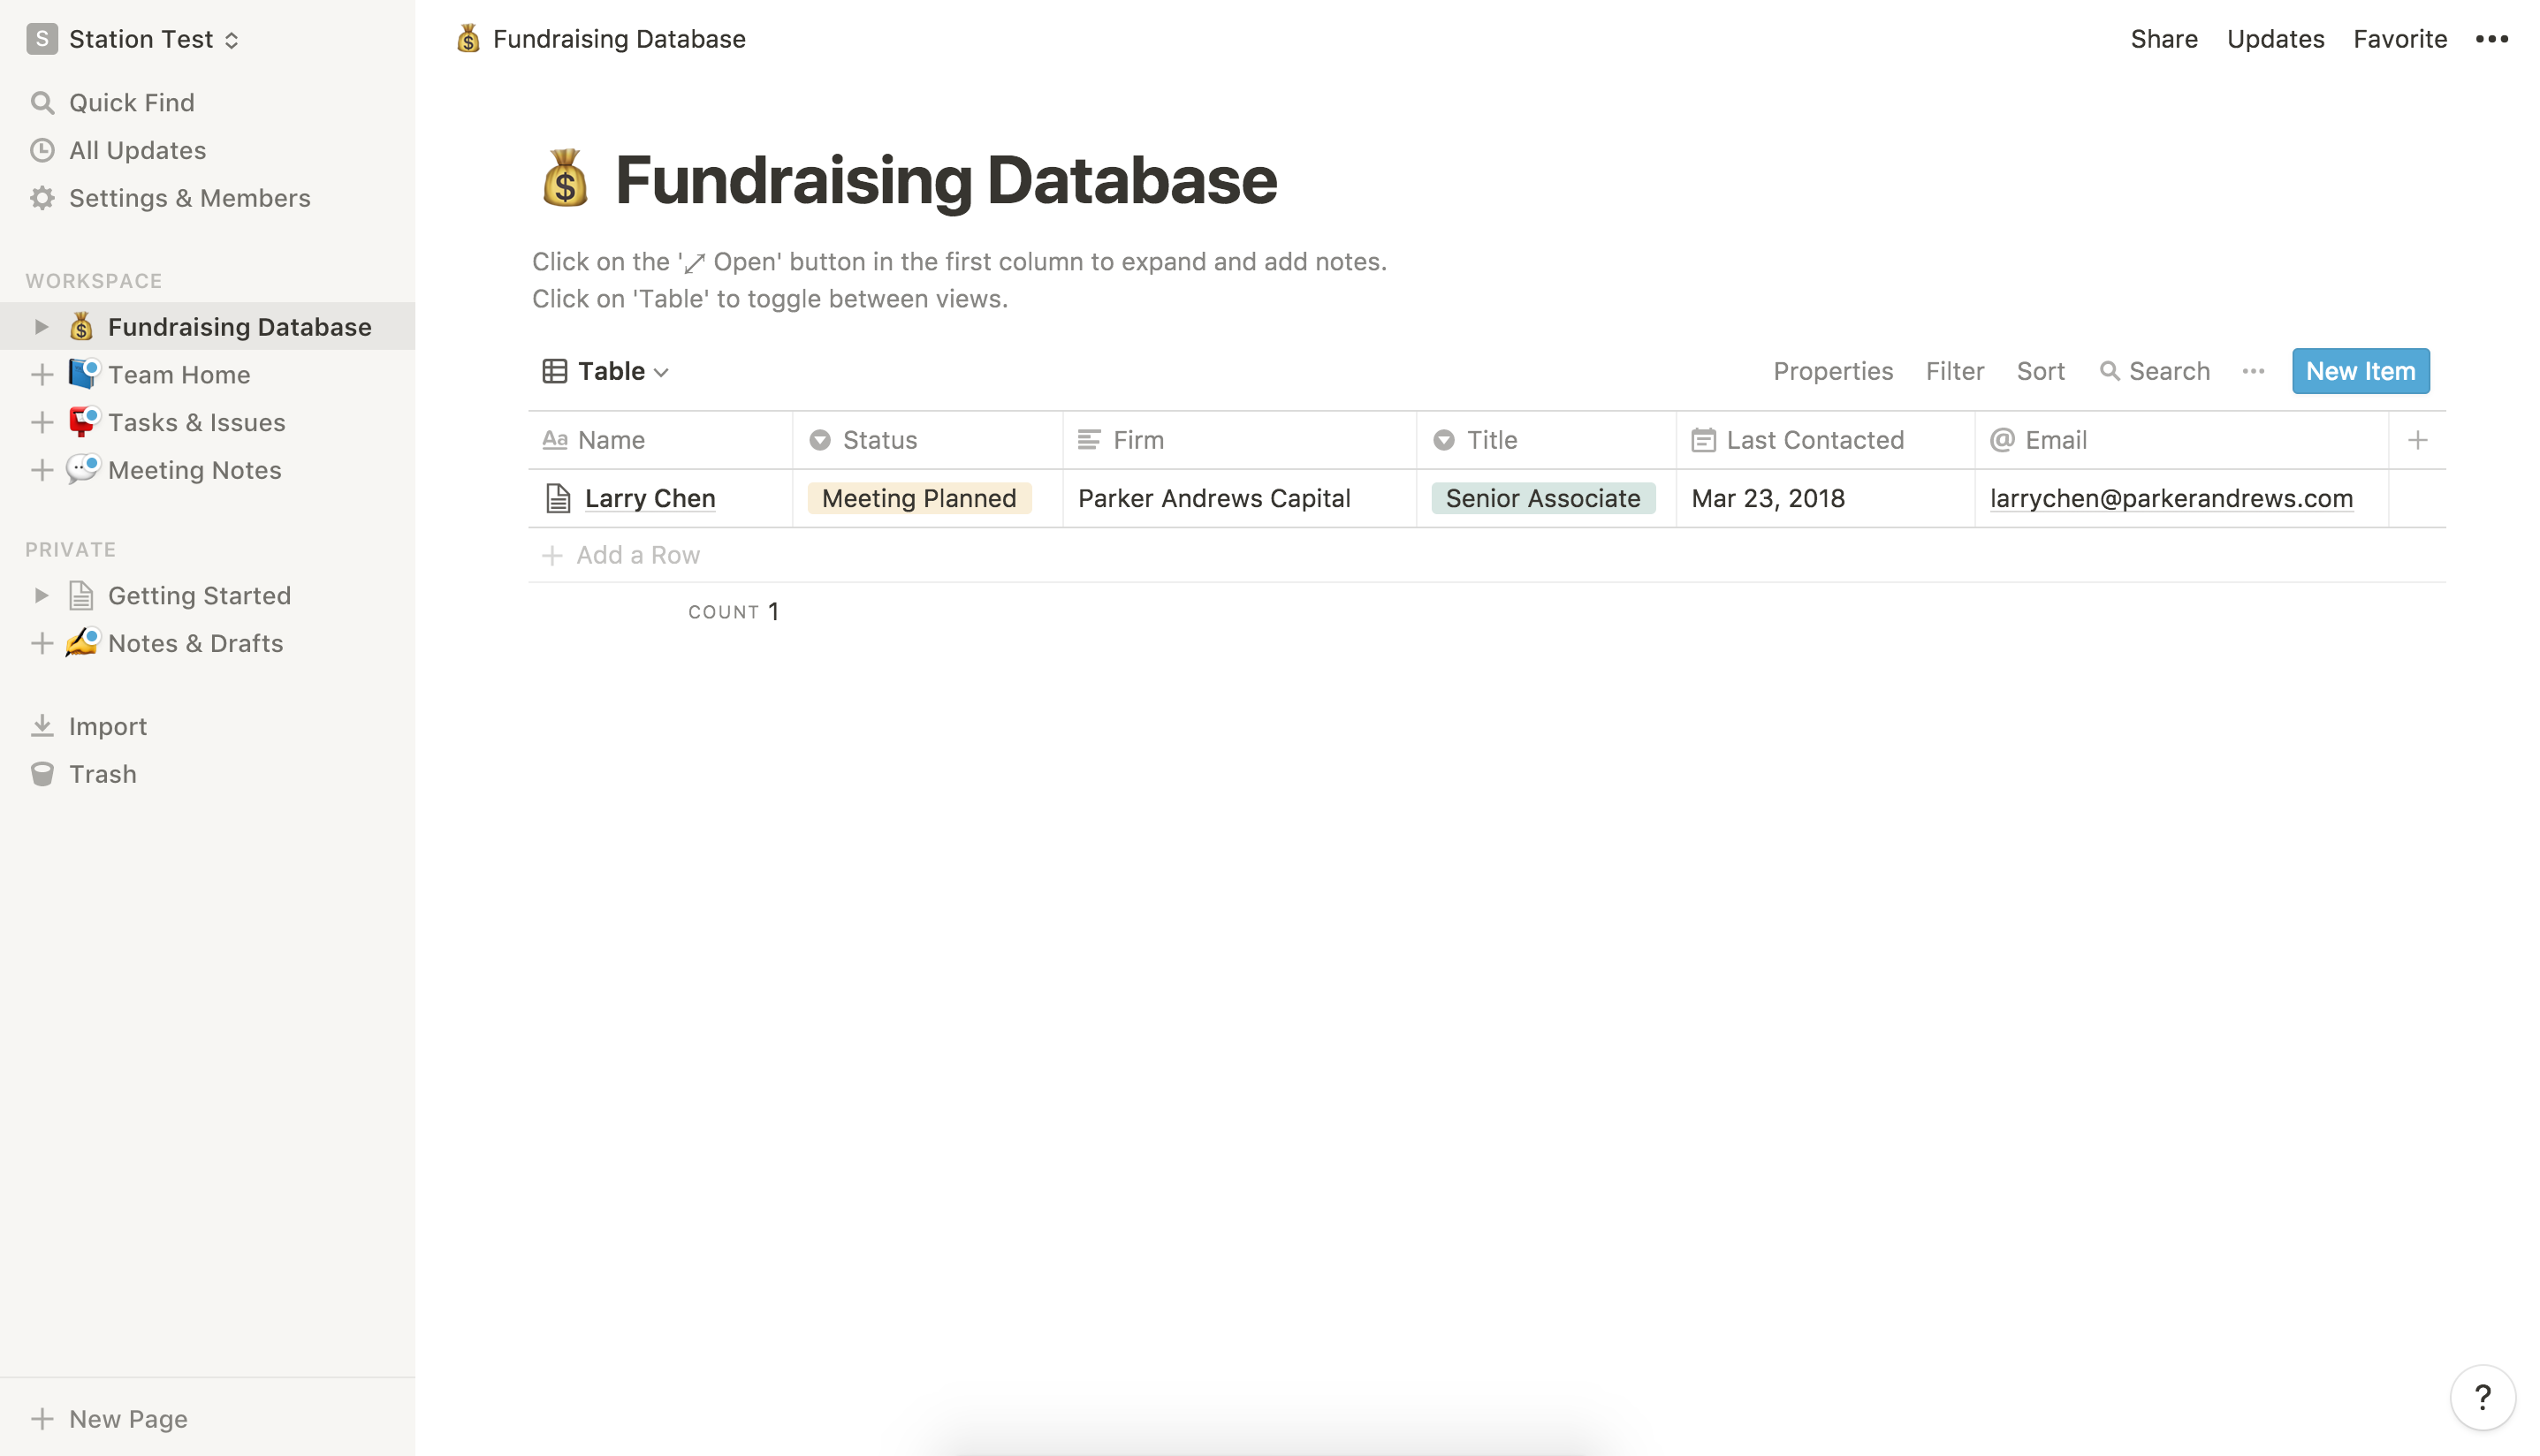 S Station Test
Quick Find
All Updates
Settings & Members
WORKSPACE
Fundraising Database
Team Home
Tasks & Issues
Meeting Notes
PRIVATE
Getting Started
Notes & Drafts
Import
Trash
New Page
Fundraising Database
Share Updates Favorite
Fundraising Database
Click on the '⤢ Open' button in the first column to expand and add notes.
Click on 'Table' to toggle between views.
Table Properties Filter Sort Search New Item
Aa Name Status Firm Title Last Contacted @ Email
Larry Chen Meeting Planned Parker Andrews Capital Senior Associate Mar 23, 2018 larrychen@parkerandrews.com
Add a Row
COUNT 1
?